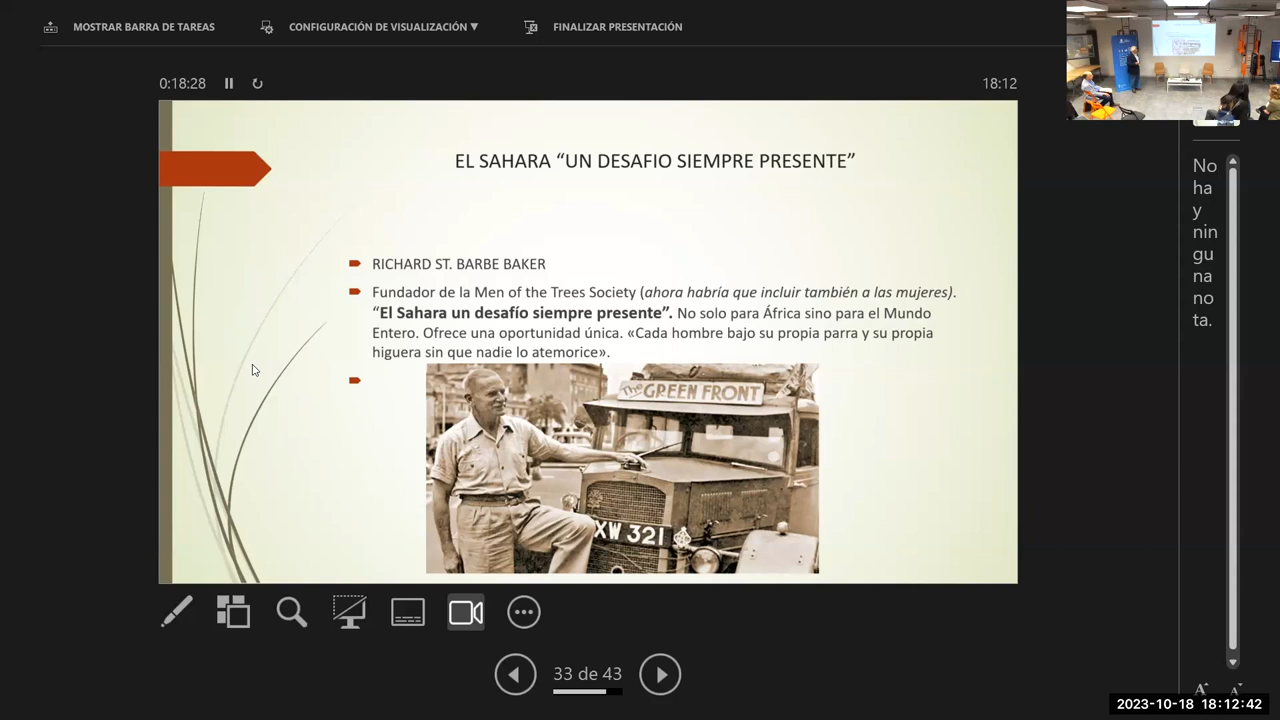 MOSTRAR BARRA DE TAREAS
CONFIGURACIÓN DE VISUALIZACIÓN ▼
FINALIZAR PRESENTACIÓN
0:18:28
18:12
EL SAHARA “UN DESAFIO SIEMPRE PRESENTE”
RICHARD ST. BARBE BAKER
Fundador de la Men of the Trees Society (ahora habría que incluir también a las mujeres).
“El Sahara un desafío siempre presente”. No solo para África sino para el Mundo
Entero. Ofrece una oportunidad única. «Cada hombre bajo su propia parra y su propia
higuera sin que nadie lo atemorice».
The GREEN FRONT
XW 321
No
ha
y
nin
gu
na
no
ta.
33 de 43
A A
2023-10-18 18:12:42